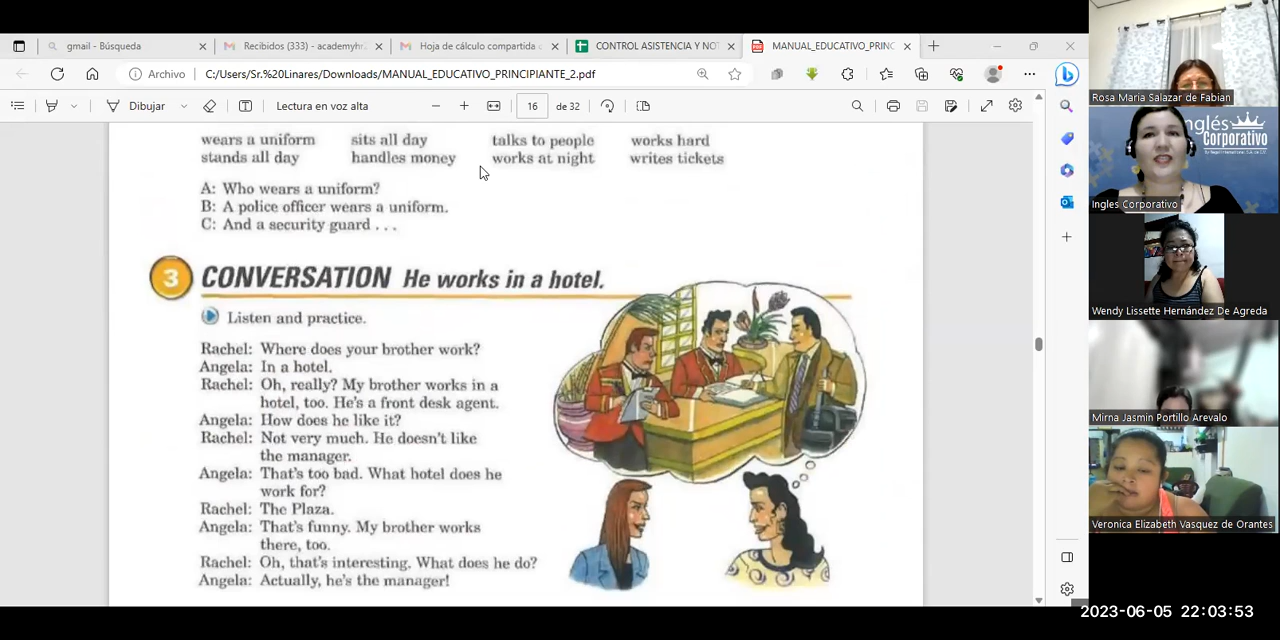 gmail - Búsqueda
Recibidos (333) - academyhr
Hoja de cálculo compartida
CONTROL ASISTENCIA Y NO
MANUAL_EDUCATIVO_PRINC
Archivo
C:/Users/Sr.%20Linares/Downloads/MANUAL_EDUCATIVO_PRINCIPIANTE_2.pdf
Dibujar
Lectura en voz alta
16
de 32
wears a uniform sits all day talks to people works hard
stands all day handles money works at night writes tickets
A: Who wears a uniform?
B: A police officer wears a uniform.
C: And a security guard . . .
3 CONVERSATION He works in a hotel.
Listen and practice.
Rachel: Where does your brother work?
Angela: In a hotel.
Rachel: Oh, really? My brother works in a
hotel, too. He's a front desk agent.
Angela: How does he like it?
Rachel: Not very much. He doesn't like
the manager.
Angela: That's too bad. What hotel does he
work for?
Rachel: The Plaza.
Angela: That's funny. My brother works
there, too.
Rachel: Oh, that's interesting. What does he do?
Angela: Actually, he's the manager!
Rosa Maria Salazar de Fabian
Inglés
Corporativo
Ingles Corporativo
Wendy Lissette Hernández De Agreda
Mirna Jasmin Portillo Arevalo
Veronica Elizabeth Vasquez de Orantes
2023-06-05 22:03:53